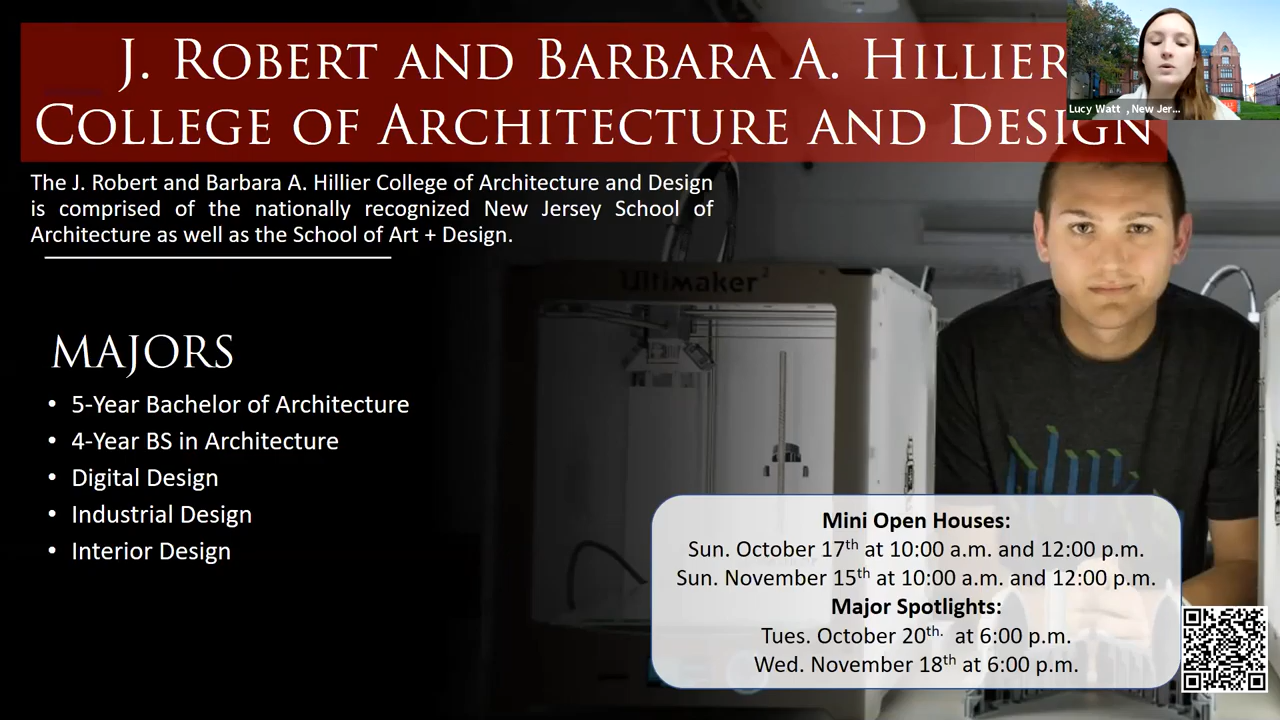 J. ROBERT AND BARBARA A. HILLIER
COLLEGE OF ARCHITECTURE AND DESIGN
Lucy Watt , New Jer...
The J. Robert and Barbara A. Hillier College of Architecture and Design
is comprised of the nationally recognized New Jersey School of
Architecture as well as the School of Art + Design.
Ultimaker²
MAJORS
• 5-Year Bachelor of Architecture
• 4-Year BS in Architecture
• Digital Design
• Industrial Design
• Interior Design
Mini Open Houses:
Sun. October 17th at 10:00 a.m. and 12:00 p.m.
Sun. November 15th at 10:00 a.m. and 12:00 p.m.
Major Spotlights:
Tues. October 20th. at 6:00 p.m.
Wed. November 18th at 6:00 p.m.